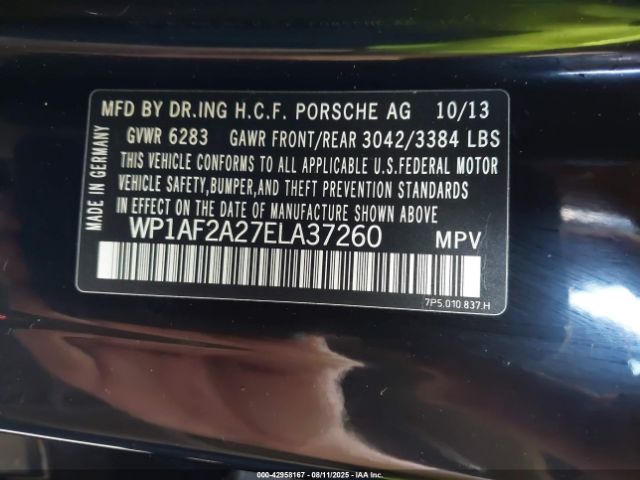 MFD BY DR.ING H.C.F. PORSCHE AG 10/13
GVWR 6283 GAWR FRONT/REAR 3042/3384 LBS
THIS VEHICLE CONFORMS TO ALL APPLICABLE U.S.FEDERAL MOTOR
VEHICLE SAFETY,BUMPER,AND THEFT PREVENTION STANDARDS
IN EFFECT ON THE DATE OF MANUFACTURE SHOWN ABOVE
WP1AF2A27ELA37260 MPV
MADE IN GERMANY
7P5.010 837.H
000-42958167 - 08/11/2025 - IAAI, Inc. - Copyright